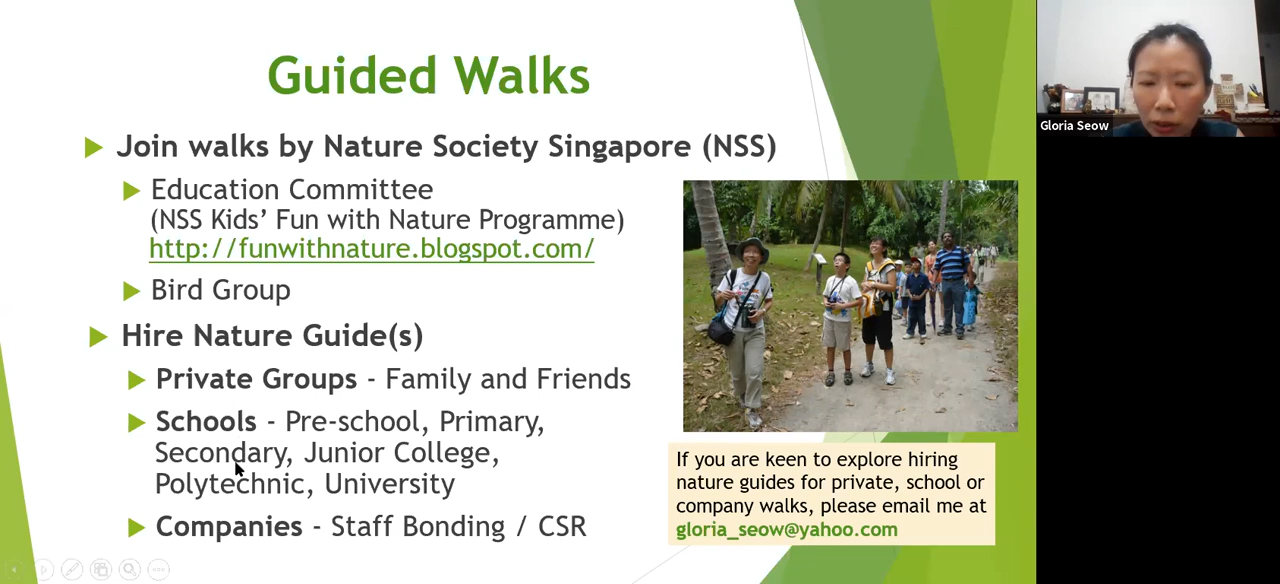 Guided Walks
Join walks by Nature Society Singapore (NSS)
Education Committee
(NSS Kids’ Fun with Nature Programme)
http://funwithnature.blogspot.com/
Bird Group
Hire Nature Guide(s)
Private Groups - Family and Friends
Schools - Pre-school, Primary,
Secondary, Junior College,
Polytechnic, University
Companies - Staff Bonding / CSR
If you are keen to explore hiring
nature guides for private, school or
company walks, please email me at
gloria_seow@yahoo.com
Gloria Seow